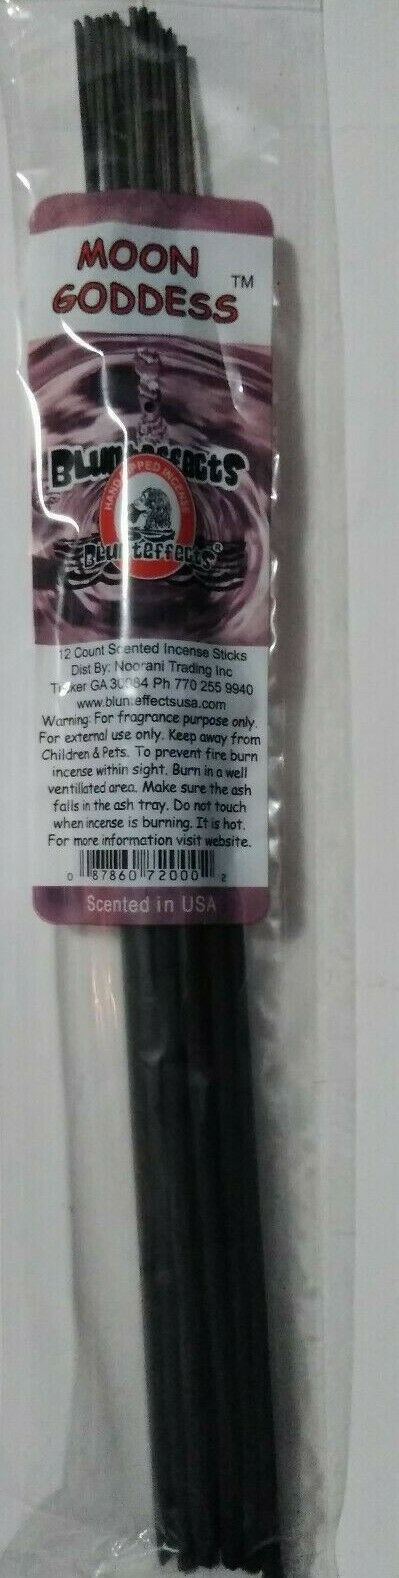 MOON
GODDESS™
Blunteffects
HAND DIPPED INCENSE
Blunteffects®
12 Count Scented Incense Sticks
Dist By: Noorani Trading Inc
GA 30084 Ph 770 255 9940
www.blunteffectsusa.com
Warning: For fragrance purpose only.
For external use only. Keep away from
Children & Pets. To prevent fire burn
incense within sight. Burn in a well
ventillated area. Make sure the ash
falls in the ash tray. Do not touch
when incense is burning. It is hot.
For more information visit website.
0 87860 72000 2
Scented in USA